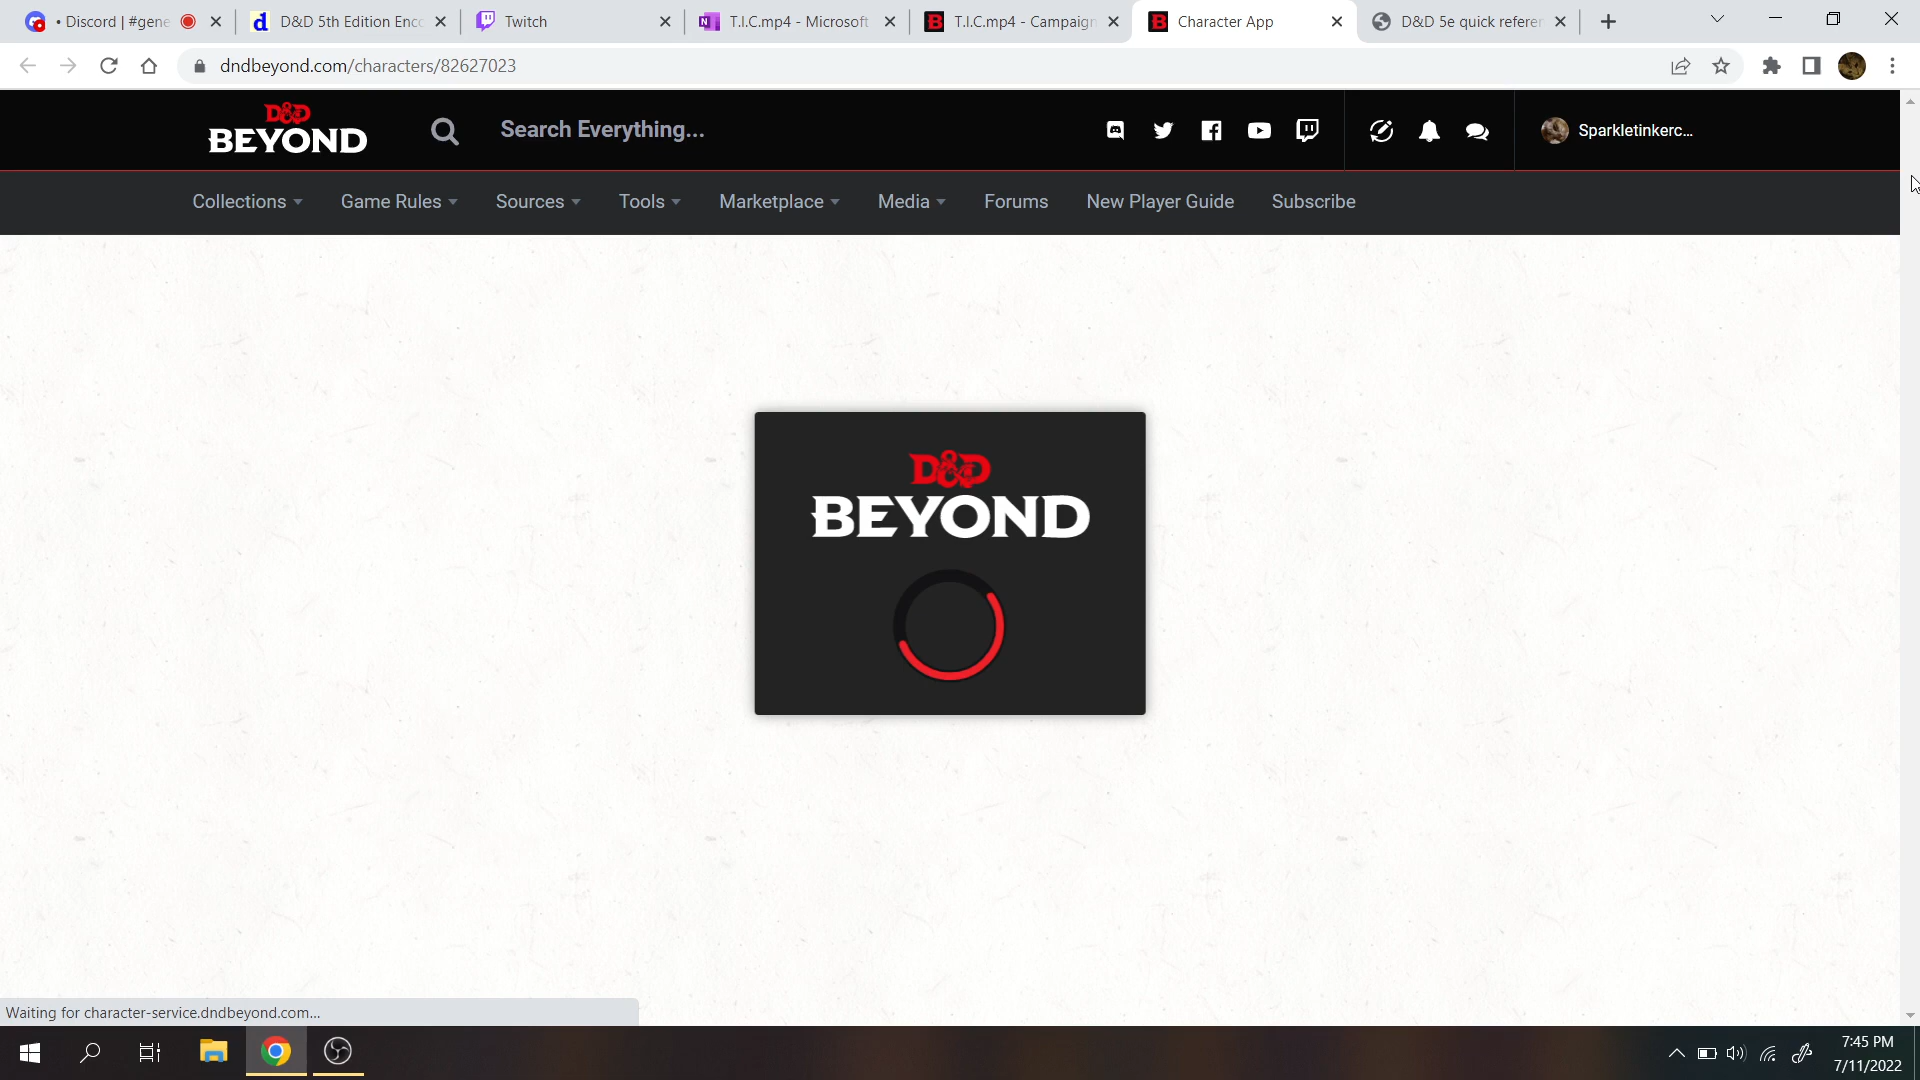 • Discord | #gene
D&D 5th Edition Enc
Twitch
T.I.C.mp4 - Microsoft
T.I.C.mp4 - Campaign
Character App
D&D 5e quick referen
dndbeyond.com/characters/82627023
D&D
BEYOND
Search Everything...
Sparkletinkerc...
Collections
Game Rules
Sources
Tools
Marketplace
Media
Forums
New Player Guide
Subscribe
D&D
BEYOND
Waiting for character-service.dndbeyond.com...
7:45 PM
7/11/2022